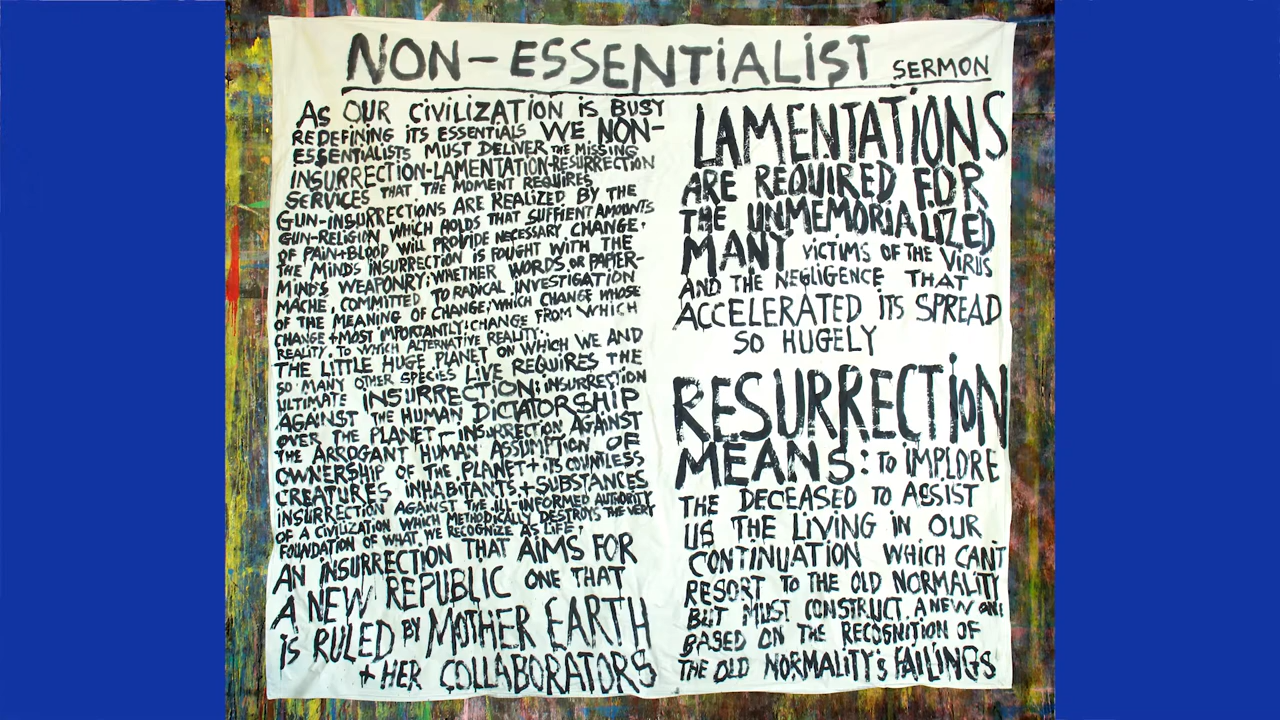 NON-ESSENTIALIST SERMON
AS OUR CIVILIZATION IS BUSY
REDEFINING ITS ESSENTIALS WE NON-
ESSENTIALISTS MUST DELIVER THE MISSING
INSURRECTION-LAMENTATION-RESURRECTION
SERVICES THAT THE MOMENT REQUIRES
GUN-INSURRECTIONS ARE REALIZED BY THE
GUN-RELIGION WHICH HOLDS THAT SUFFIENT AMOUNTS
OF PAIN+BLOOD WILL PROVIDE NECESSARY CHANGE.
THE MINDS INSURRECTION IS FOUGHT WITH THE
MIND'S WEAPONRY; WHETHER WORDS OR PAPIER-
MACHE, COMMITTED TO RADICAL INVESTIGATION
OF THE MEANING OF CHANGE; WHICH CHANGE WHOSE
CHANGE + MOST IMPORTANTLY: CHANGE FROM WHICH
REALITY, TO WHICH ALTERNATIVE REALITY..
THE LITTLE HUGE PLANET ON WHICH WE AND
SO MANY OTHER SPECIES LIVE REQUIRES THE
ULTIMATE INSURRECTION: INSURRECTION
AGAINST THE HUMAN DICTATORSHIP
OVER THE PLANET - INSURRECTION AGAINST
THE ARROGANT HUMAN ASSUMPTION OF
OWNERSHIP OF THE PLANET + ITS COUNTLESS
CREATURES INHABITANTS + SUBSTANCES
INSURRECTION AGAINST THE ILL-INFORMED AUTHORITY
OF A CIVILIZATION WHICH METHODICALLY DESTROYS THE VERY
FOUNDATION OF WHAT WE RECOGNIZE AS LIFE.
AN INSURRECTION THAT AIMS FOR
A NEW REPUBLIC ONE THAT
IS RULED BY MOTHER EARTH
+ HER COLLABORATORS
LAMENTATIONS
ARE REQUIRED FOR
THE UNMEMORIALIZED
MANY VICTIMS OF THE VIRUS
AND THE NEGLIGENCE THAT
ACCELERATED ITS SPREAD
SO HUGELY
RESURRECTION
MEANS: TO IMPLORE
THE DECEASED TO ASSIST
US THE LIVING IN OUR
CONTINUATION WHICH CAN'T
RESORT TO THE OLD NORMALITY
BUT MUST CONSTRUCT A NEW ONE
BASED ON THE RECOGNITION OF
THE OLD NORMALITY'S FAILINGS